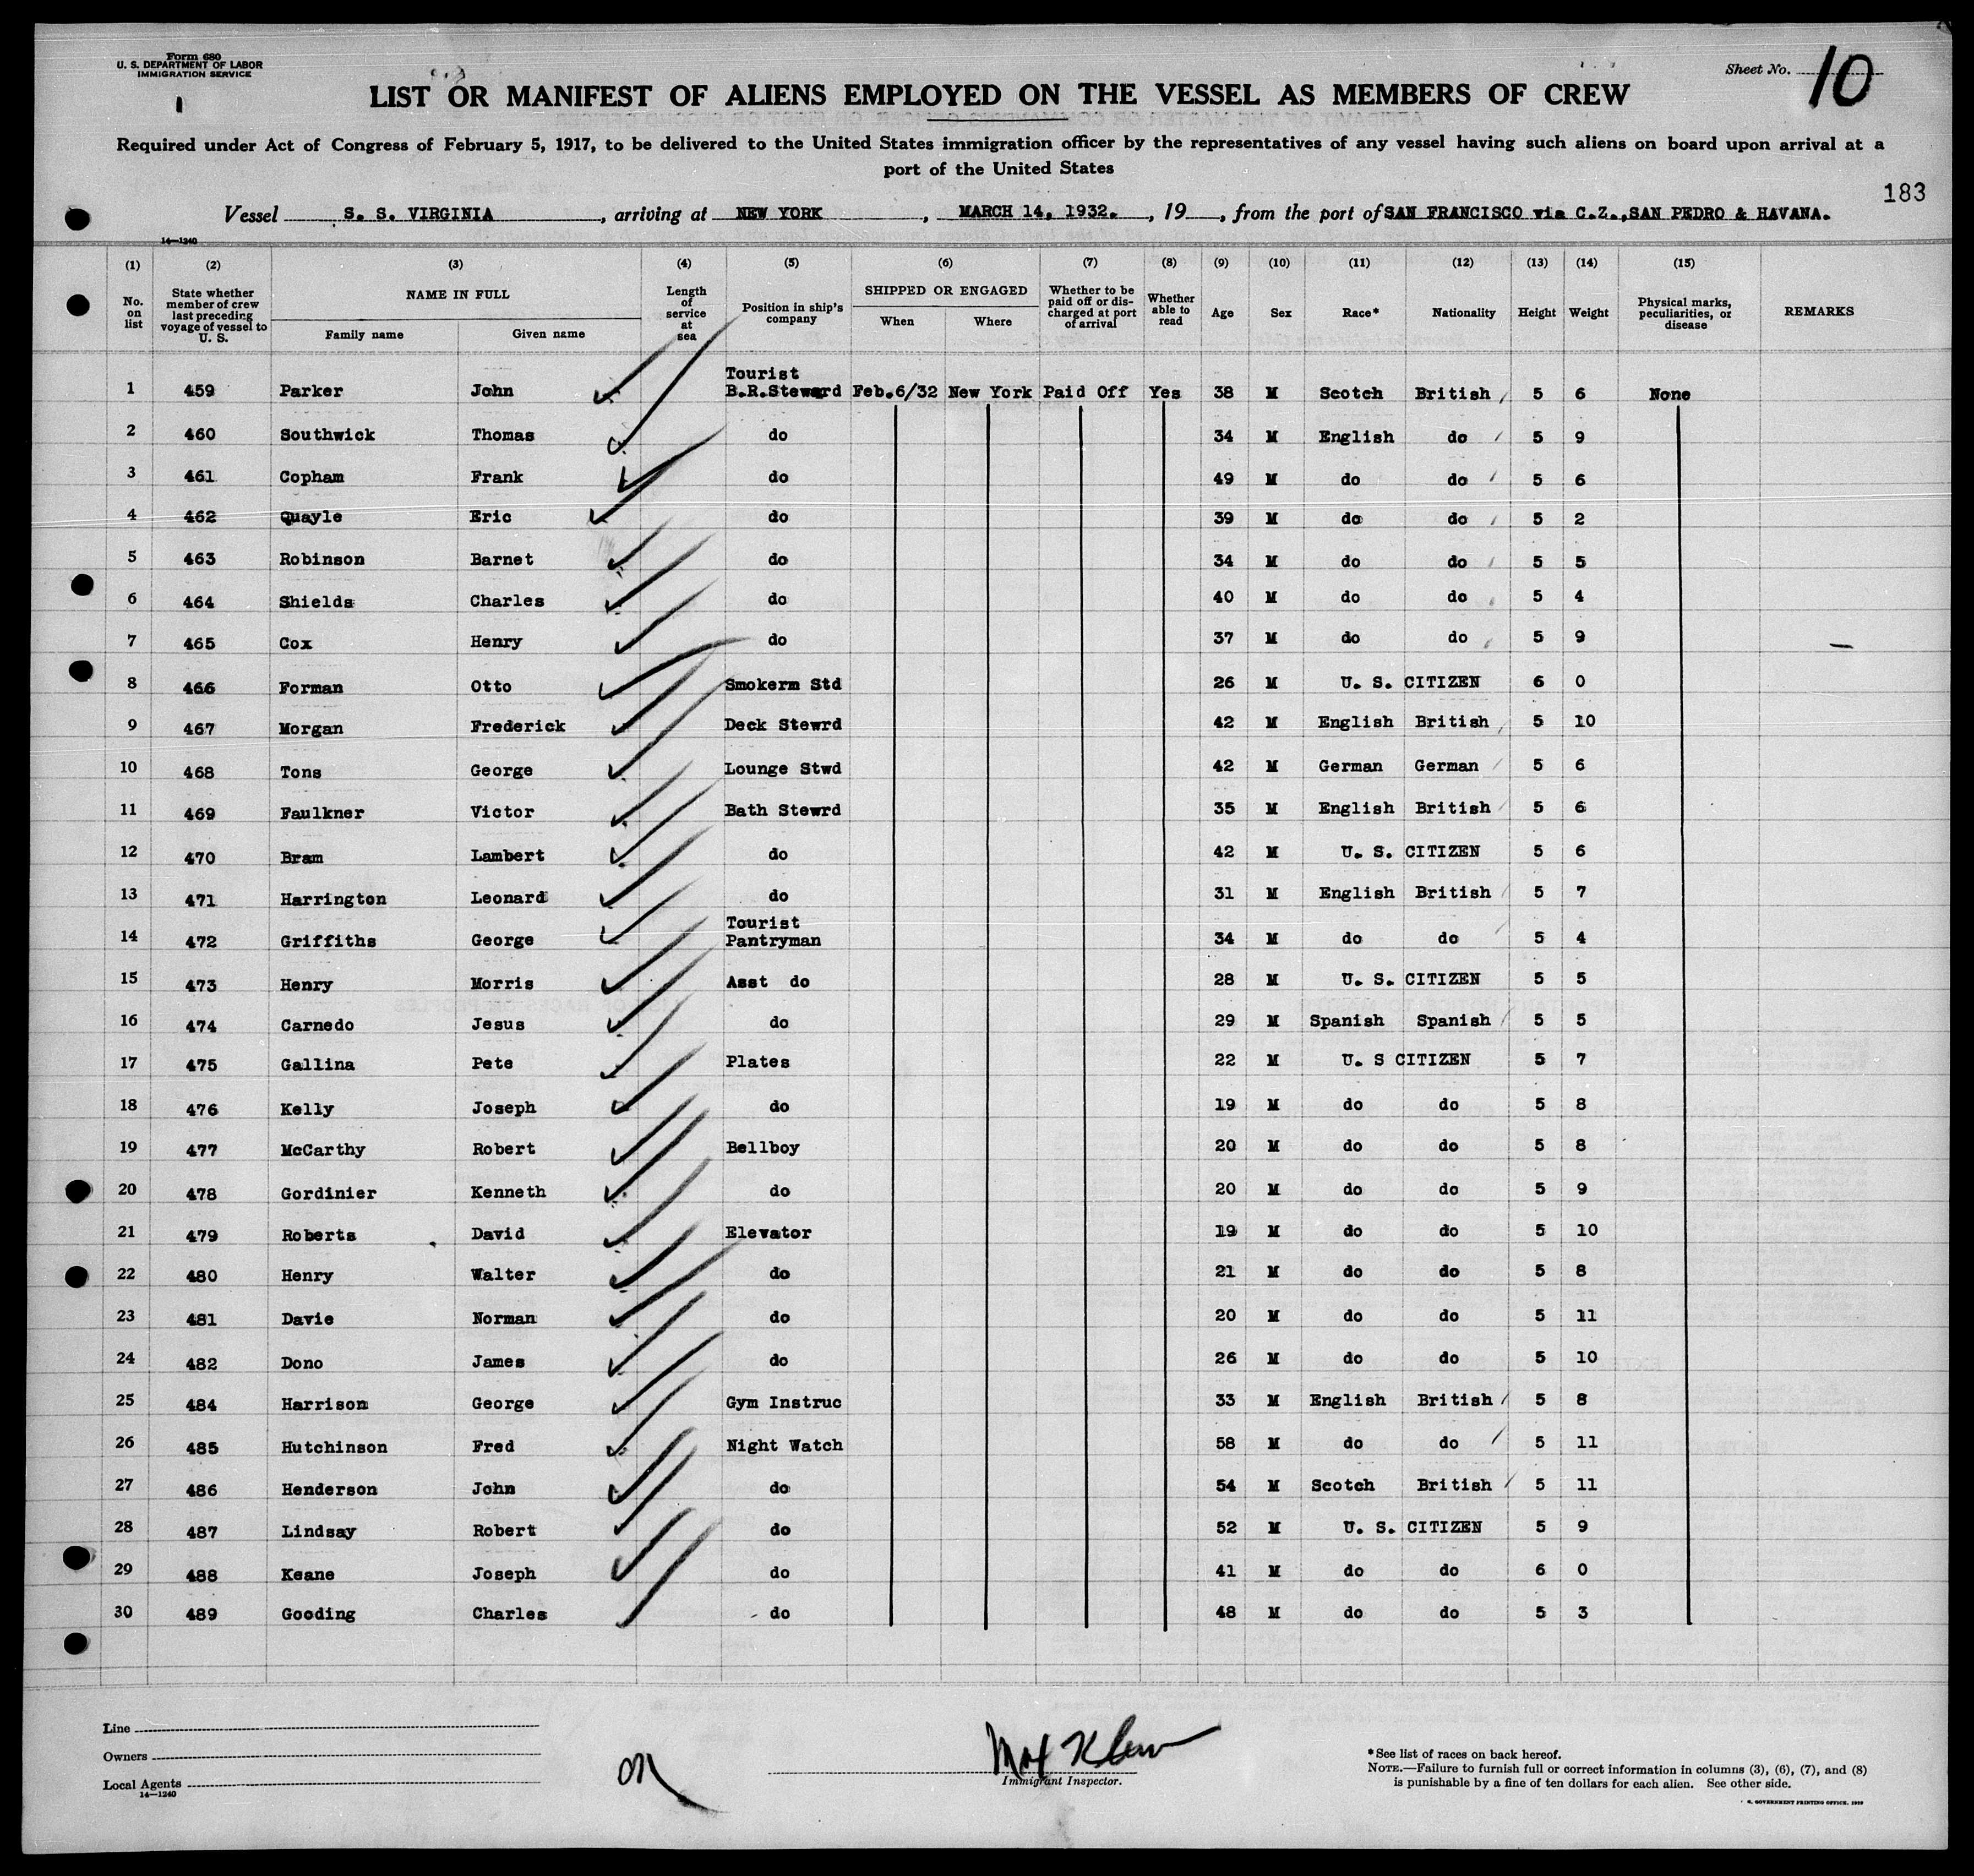 Form 680
U. S. DEPARTMENT OF LABOR
IMMIGRATION SERVICE
Sheet No. 10
LIST OR MANIFEST OF ALIENS EMPLOYED ON THE VESSEL AS MEMBERS OF CREW
Required under Act of Congress of February 5, 1917, to be delivered to the United States immigration officer by the representatives of any vessel having such aliens on board upon arrival at a
port of the United States
183
Vessel S. S. VIRGINIA, arriving at NEW YORK, MARCH 14, 1932., 19, from the port of SAN FRANCISCO via C.Z.,SAN PEDRO & HAVANA.
14—1240
(1) (2) (3) (4) (5) (6) (7) (8) (9) (10) (11) (12) (13) (14) (15)
No. on list State whether member of crew last preceding voyage of vessel to U. S. NAME IN FULL Family name Given name Length of service at sea Position in ship's company SHIPPED OR ENGAGED When Where Whether to be paid off or discharged at port of arrival Whether able to read Age Sex Race* Nationality Height Weight Physical marks, peculiarities, or disease REMARKS
1 459 Parker John Tourist B.R.Steward Feb.6/32 New York Paid Off Yes 38 M Scotch British 5 6 None
2 460 Southwick Thomas do 34 M English do 5 9
3 461 Copham Frank do 49 M do do 5 6
4 462 Quayle Eric do 39 M do do 5 2
5 463 Robinson Barnet do 34 M do do 5 5
6 464 Shields Charles do 40 M do do 5 4
7 465 Cox Henry do 37 M do do 5 9
8 466 Forman Otto Smokerm Std 26 M U. S. CITIZEN 6 0
9 467 Morgan Frederick Deck Stewrd 42 M English British 5 10
10 468 Tons George Lounge Stwd 42 M German German 5 6
11 469 Faulkner Victor Bath Stewrd 35 M English British 5 6
12 470 Bram Lambert do 42 M U. S. CITIZEN 5 6
13 471 Harrington Leonard do 31 M English British 5 7
14 472 Griffiths George Tourist Pantryman 34 M do do 5 4
15 473 Henry Morris Asst do 28 M U. S. CITIZEN 5 5
16 474 Carnedo Jesus do 29 M Spanish Spanish 5 5
17 475 Gallina Pete Plates 22 M U. S CITIZEN 5 7
18 476 Kelly Joseph do 19 M do do 5 8
19 477 McCarthy Robert Bellboy 20 M do do 5 8
20 478 Gordinier Kenneth do 20 M do do 5 9
21 479 Roberts David Elevator 19 M do do 5 10
22 480 Henry Walter do 21 M do do 5 8
23 481 Davie Norman do 20 M do do 5 11
24 482 Dono James do 26 M do do 5 10
25 484 Harrison George Gym Instruc 33 M English British 5 8
26 485 Hutchinson Fred Night Watch 58 M do do 5 11
27 486 Henderson John do 54 M Scotch British 5 11
28 487 Lindsay Robert do 52 M U. S. CITIZEN 5 9
29 488 Keane Joseph do 41 M do do 6 0
30 489 Gooding Charles do 48 M do do 5 3
Line
Owners
Local Agents
14—1240
OK
Max
Immigrant Inspector.
*See list of races on back hereof.
NOTE.—Failure to furnish full or correct information in columns (3), (6), (7), and (8)
is punishable by a fine of ten dollars for each alien. See other side.
GOVERNMENT PRINTING OFFICE